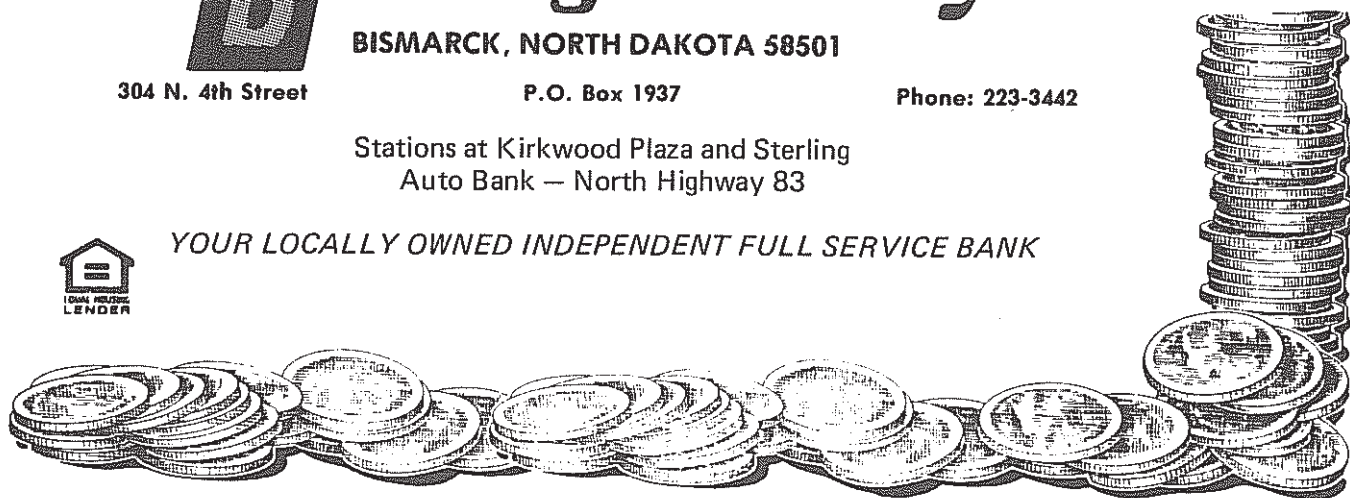 BISMARCK, NORTH DAKOTA 58501
304 N. 4th Street P.O. Box 1937 Phone: 223-3442
Stations at Kirkwood Plaza and Sterling
Auto Bank — North Highway 83
YOUR LOCALLY OWNED INDEPENDENT FULL SERVICE BANK
EQUAL HOUSING
LENDER